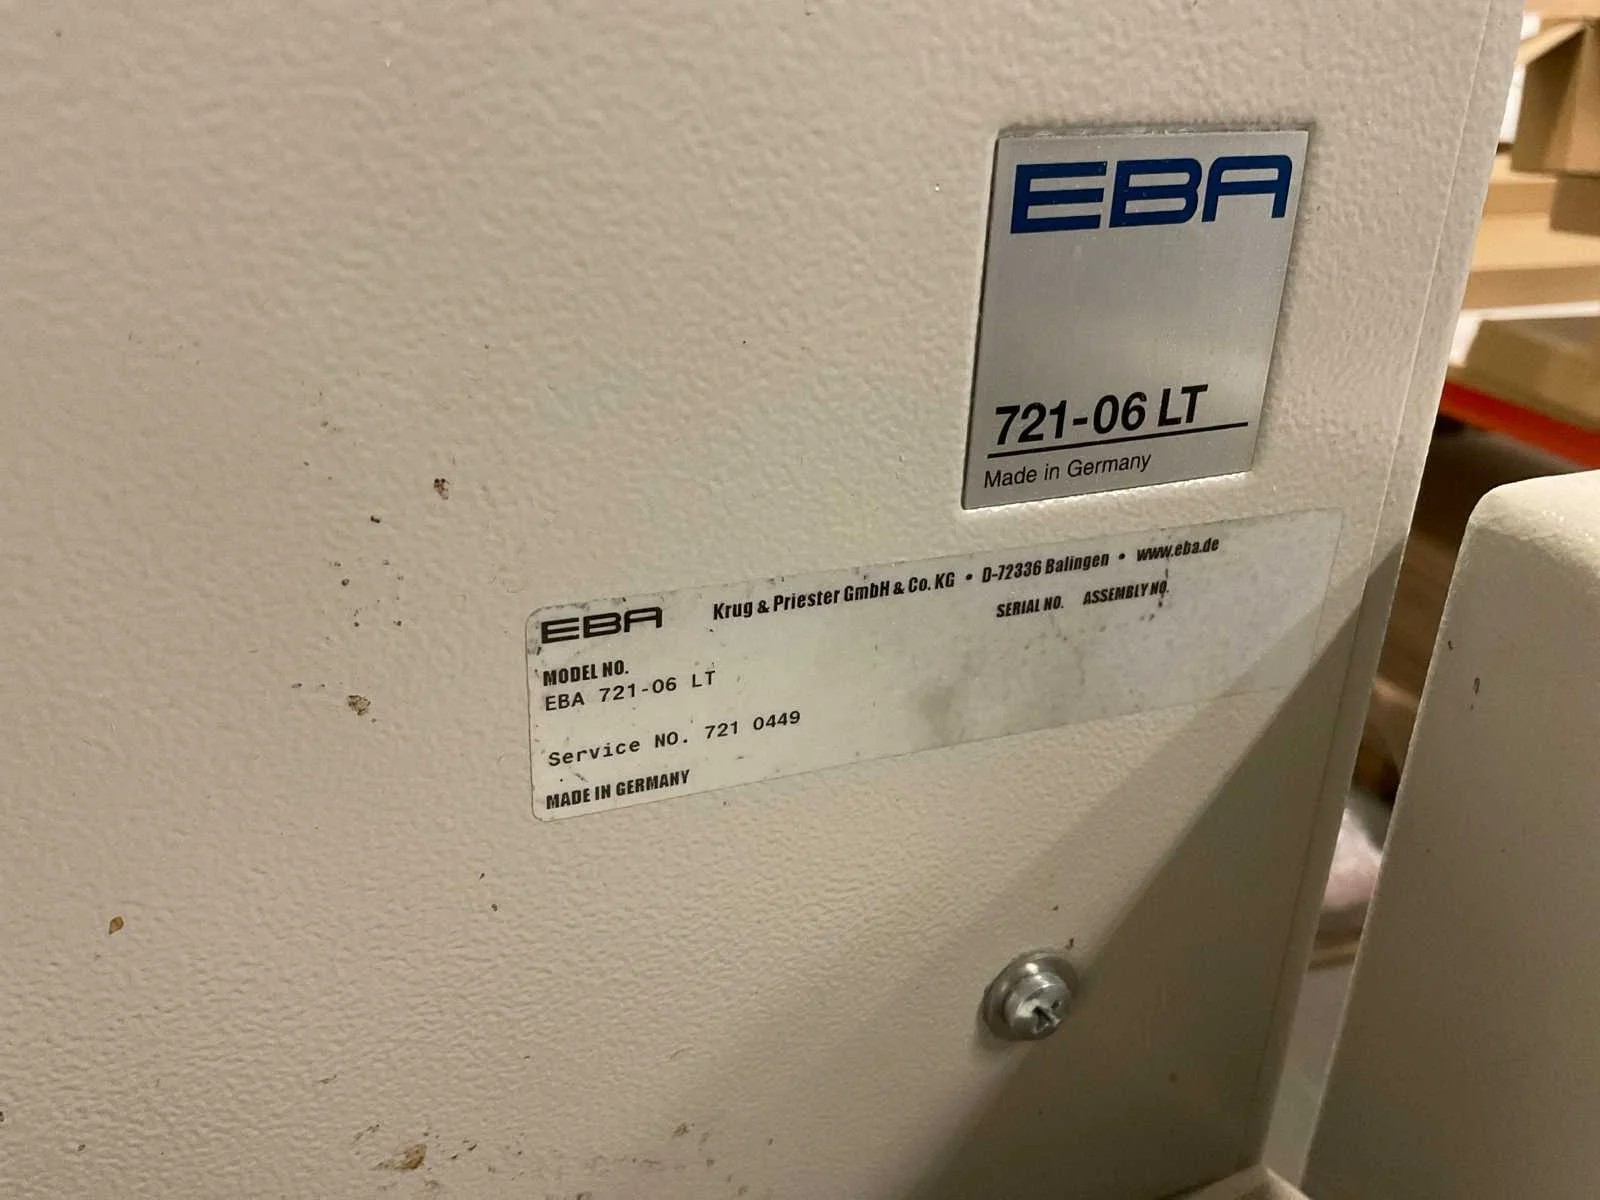 EBA
721-06 LT
Made in Germany
EBA Krug & Priester GmbH & Co. KG • D-72336 Balingen • www.eba.de
SERIAL NO. ASSEMBLY NO.
MODEL NO.
EBA 721-06 LT
Service NO. 721 0449
MADE IN GERMANY